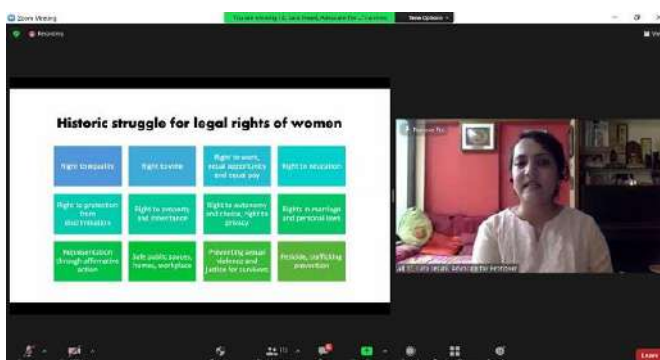 Zoom Meeting
View Options
Recording
Historic struggle for legal rights of women
Right to equality
Right to vote
Right to work,
equal opportunity
and equal pay
Right to education
Right to protection
from
discrimination
Right to property
and inheritance
Right to autonomy
and choice, right to
privacy
Rights in marriage
and personal laws
Representation
through affirmative
action
Safe public spaces,
homes, workplace
Preventing sexual
violence and
justice for survivors
Feticide, trafficking
prevention
Leave